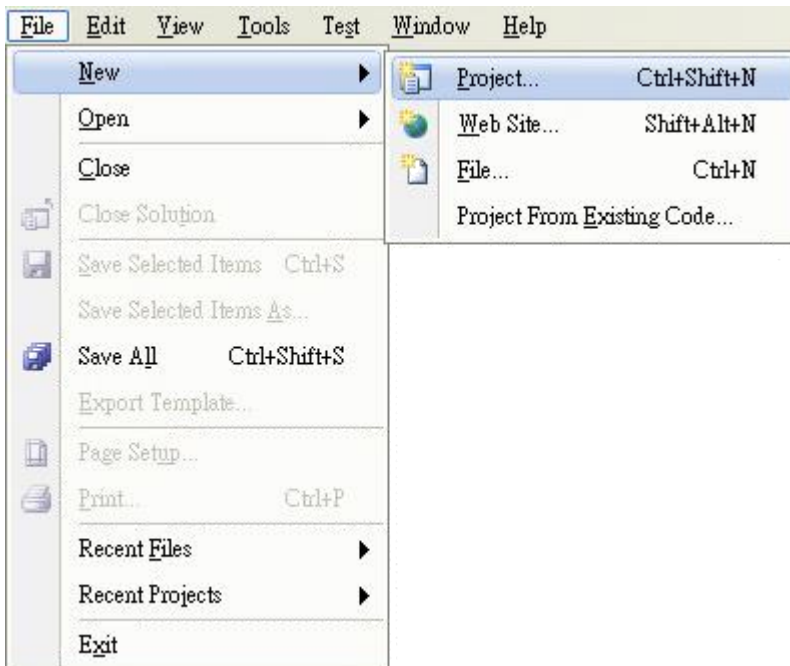 File Edit View Tools Test Window Help
New
Open
Close
Close Solution
Save Selected Items Ctrl+S
Save Selected Items As...
Save All Ctrl+Shift+S
Export Template...
Page Setup...
Print... Ctrl+P
Recent Files
Recent Projects
Exit
Project... Ctrl+Shift+N
Web Site... Shift+Alt+N
File... Ctrl+N
Project From Existing Code...